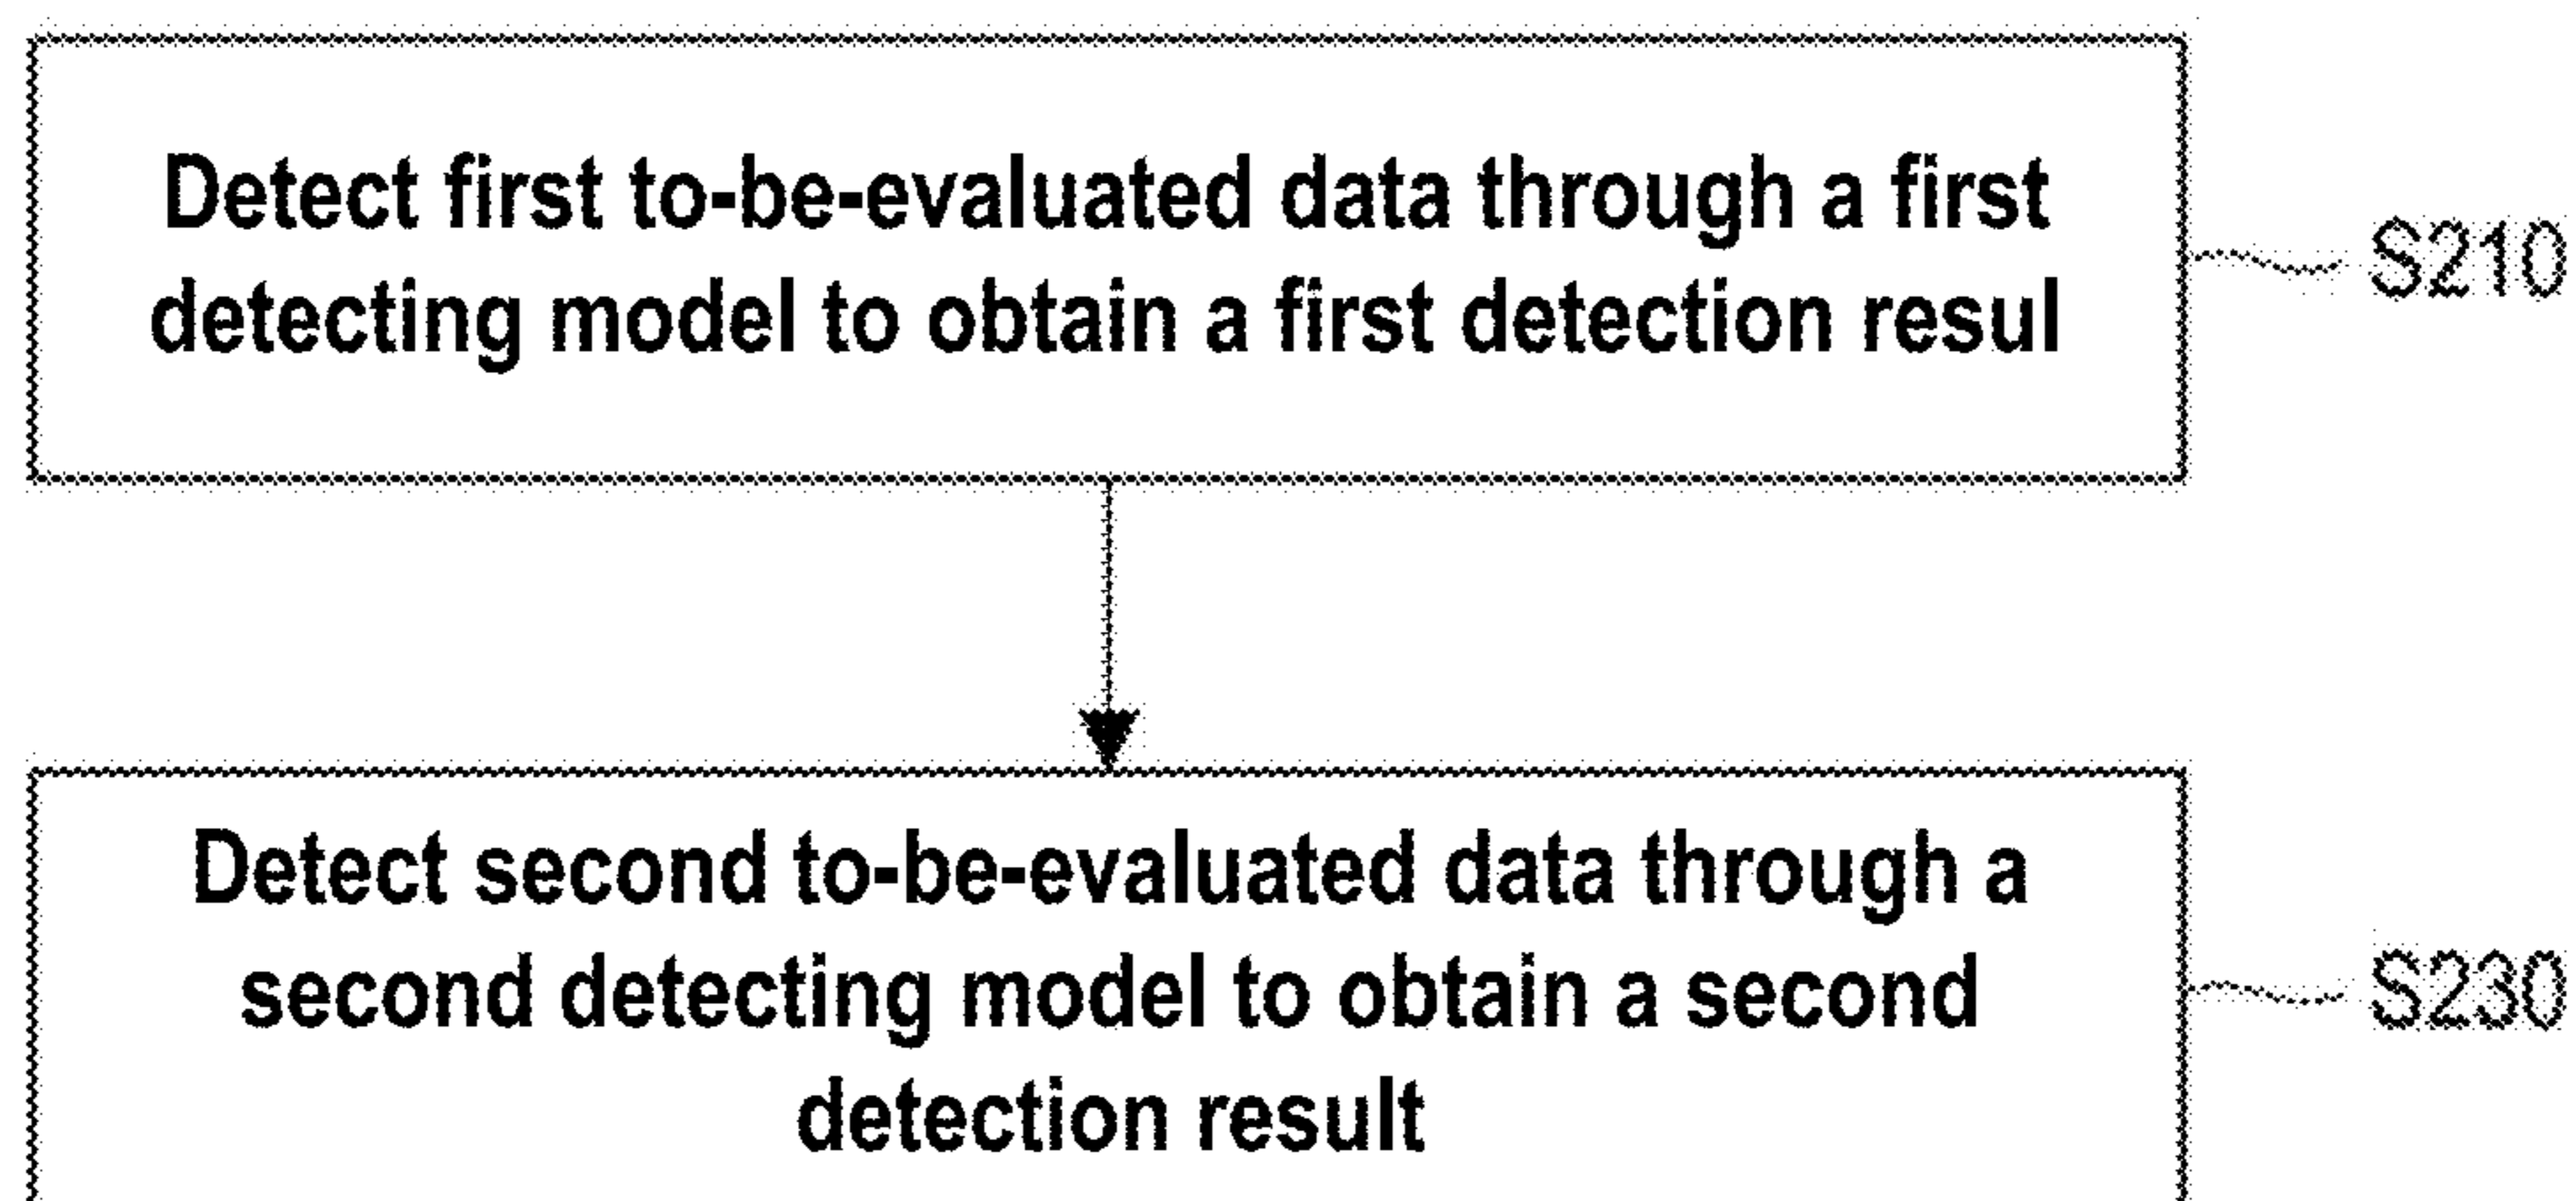 Detect first to-be-evaluated data through a first
detecting model to obtain a first detection resul
S210
Detect second to-be-evaluated data through a
second detecting model to obtain a second
detection result
S230